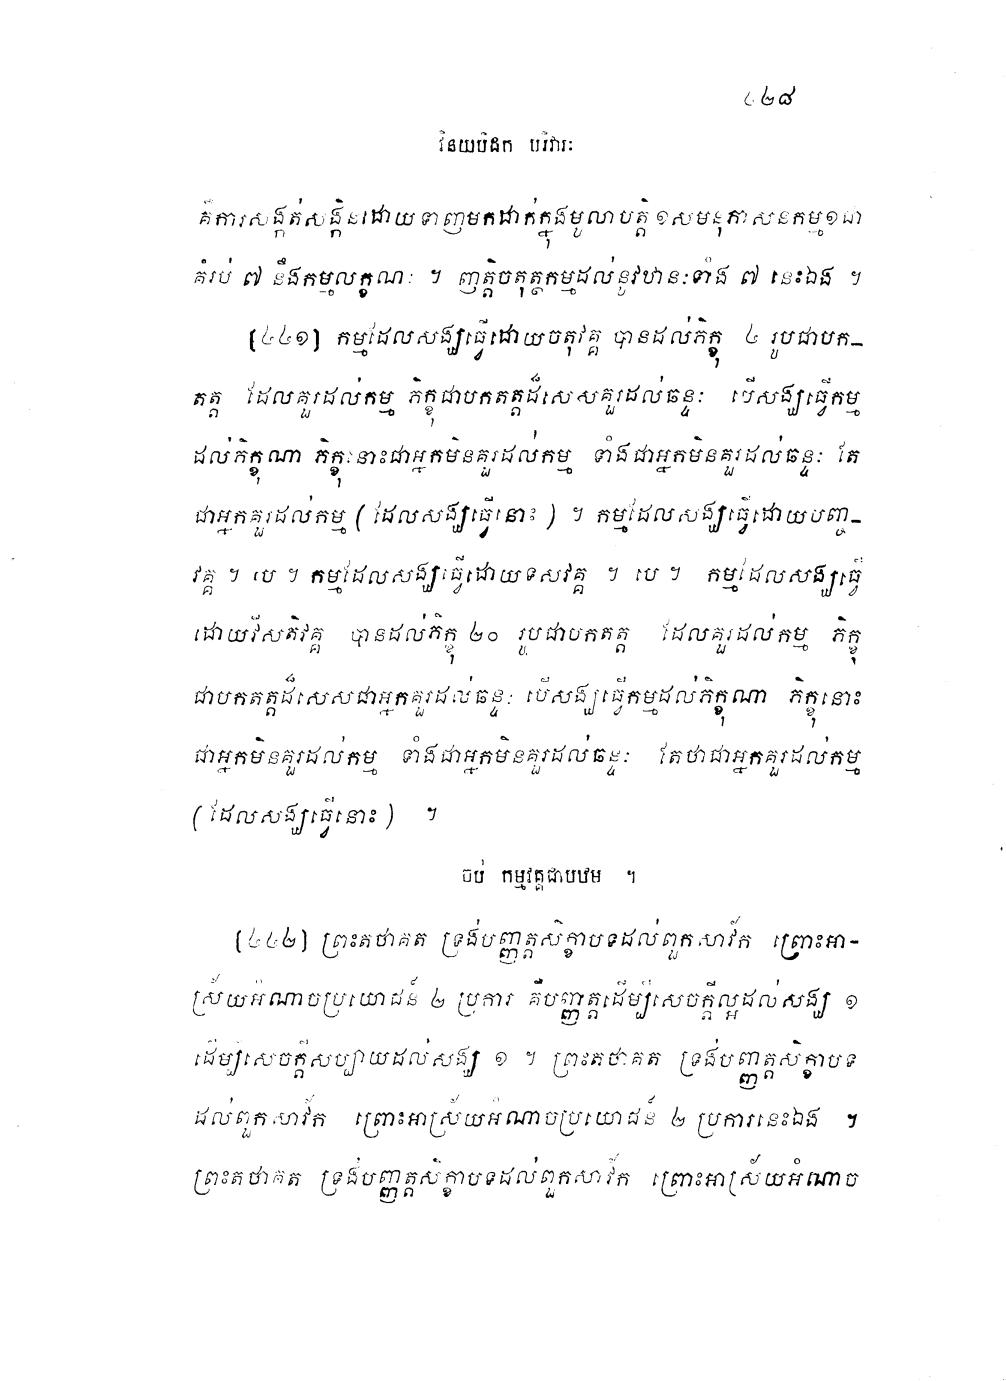 ៤២៨
វិនយបិដក បរិវារៈ
គឺការសង្កត់សង្កិនដោយទាញមកដាក់ក្នុងមូលាបត្តិ ១សមនុភាសនកម្ម១ជា
គំរប់ ៧ នឹងកម្មលក្ខណៈ ។ ញត្តិចតុត្ថកម្មដល់នូវឋានៈទាំង ៧ នេះឯង ។
[៤៤១] កម្មដែលសង្ឃធ្វើដោយចតុវគ្គ បានដល់ភិក្ខុ ៤ រូបជាបក-
តត្ត ដែលគួរដល់កម្ម ភិក្ខុជាបកតត្តដ៏សេសគួរដល់ឆន្ទៈ បើសង្ឃធ្វើកម្ម
ដល់ភិក្ខុណា ភិក្ខុនោះជាអ្នកមិនគួរដល់កម្ម ទាំងជាអ្នកមិនគួរដល់ឆន្ទៈ តែ
ជាអ្នកគួរដល់កម្ម (ដែលសង្ឃធ្វើនោះ) ។ កម្មដែលសង្ឃធ្វើដោយបញ្ច-
វគ្គ ។ បេ ។ កម្មដែលសង្ឃធ្វើដោយទសវគ្គ ។ បេ ។ កម្មដែលសង្ឃធ្វើ
ដោយវីសតិវគ្គ បានដល់ភិក្ខុ ២០ រូបជាបកតត្ត ដែលគួរដល់កម្ម ភិក្ខុ
ជាបកតត្តដ៏សេសជាអ្នកគួរដល់ឆន្ទៈ បើសង្ឃធ្វើកម្មដល់ភិក្ខុណា ភិក្ខុនោះ
ជាអ្នកមិនគួរដល់កម្ម ទាំងជាអ្នកមិនគួរដល់ឆន្ទៈ តែថាជាអ្នកគួរដល់កម្ម
(ដែលសង្ឃធ្វើនោះ) ។
ចប់ កម្មវគ្គជាបឋម ។
[៤៤២] ព្រះតថាគត ទ្រង់បញ្ញត្តសិក្ខាបទដល់ពួកសាវ័ក ព្រោះអា-
ស្រ័យអំណាចប្រយោជន៍ ២ ប្រការ គឺបញ្ញត្តដើម្បីសេចក្តីល្អដល់សង្ឃ ១
ដើម្បីសេចក្តីសប្បាយដល់សង្ឃ ១ ។ ព្រះតថាគត ទ្រង់បញ្ញត្តសិក្ខាបទ
ដល់ពួកសាវ័ក ព្រោះអាស្រ័យអំណាចប្រយោជន៍ ២ ប្រការនេះឯង ។
ព្រះតថាគត ទ្រង់បញ្ញត្តសិក្ខាបទដល់ពួកសាវ័ក ព្រោះអាស្រ័យអំណាច